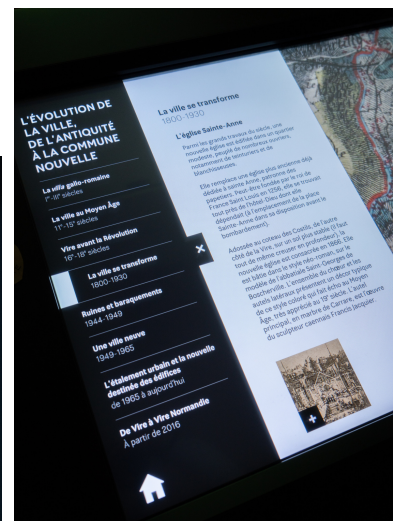 L'ÉVOLUTION DE
LA VILLE,
DE L'ANTIQUITÉ
À LA COMMUNE
NOUVELLE
La villa gallo-romaine
Iᵉʳ-IIIᵉ siècles
La ville au Moyen Âge
11ᵉ-15ᵉ siècles
Vire avant la Révolution
16ᵉ-18ᵉ siècles
La ville se transforme
1800-1930
Ruines et baraquements
1944-1949
Une ville neuve
1949-1965
L'étalement urbain et la nouvelle
destinée des édifices
de 1965 à aujourd'hui
De Vire à Vire Normandie
À partir de 2016
La ville se transforme
1800-1930
L'église Sainte-Anne
Parmi les grands travaux du siècle, une
nouvelle église est édifiée dans un quartier
modeste, peuplé de nombreux ouvriers,
notamment de teinturiers et de
blanchisseuses.
Elle remplace une église plus ancienne déjà
dédiée à sainte Anne, patronne des
papetiers. Peut-être fondée par le roi de
France Saint Louis en 1256, elle se trouvait
tout près de l'hôtel-Dieu dont elle
dépendait (à l'emplacement de la place
Sainte-Anne dans sa disposition avant le
bombardement).
Adossée au coteau des Costils, de l'autre
côté de la Vire, sur un sol plus stable (il faut
tout de même creuser en profondeur), la
nouvelle église est consacrée en 1866. Elle
est bâtie dans le style néo-roman, sur le
modèle de l'abbatiale Saint Georges de
Boscherville. L'ensemble du chœur et les
autels latéraux présentent un décor typique
de ce style coloré qui fait écho au Moyen
Âge, très apprécié au 19ᵉ siècle. L'autel
principal, en marbre de Carrare, est l'œuvre
du sculpteur caennais Francis Jacquier.